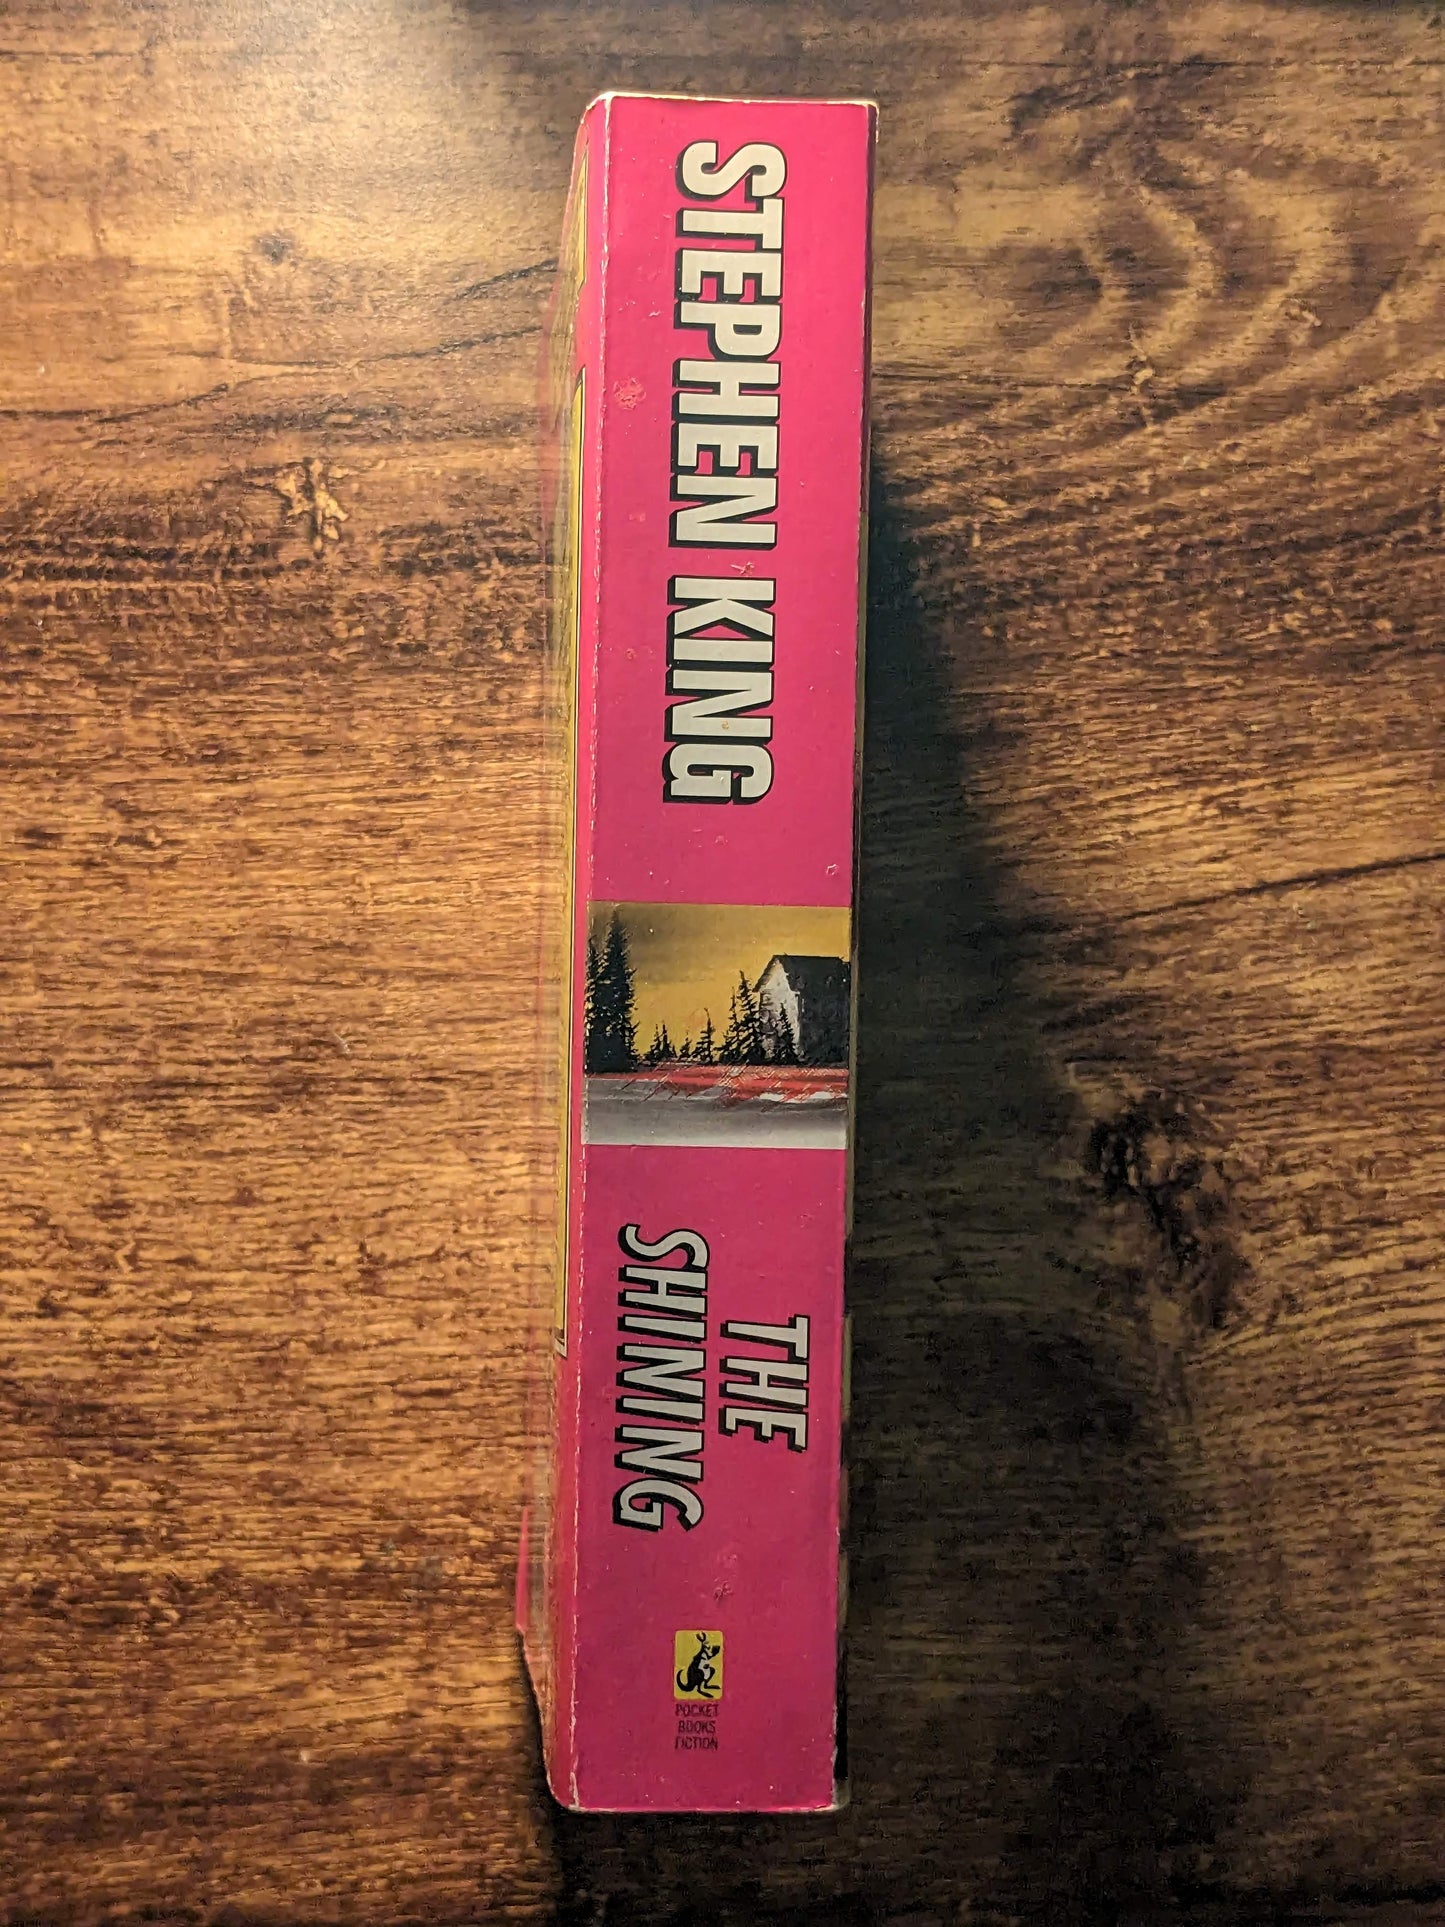 STEPHEN KING
THE
SHINING
POCKET
BOOKS
FICTION